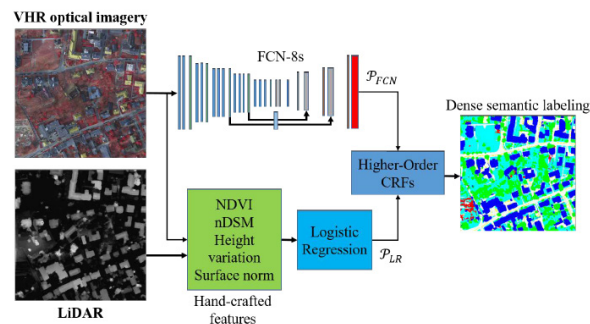 VHR optical imagery
FCN-8s
𝒫FCN
Dense semantic labeling
Higher-Order
CRFs
NDVI
nDSM
Height
variation
Surface norm
Logistic
Regression
𝒫LR
Hand-crafted
features
LiDAR